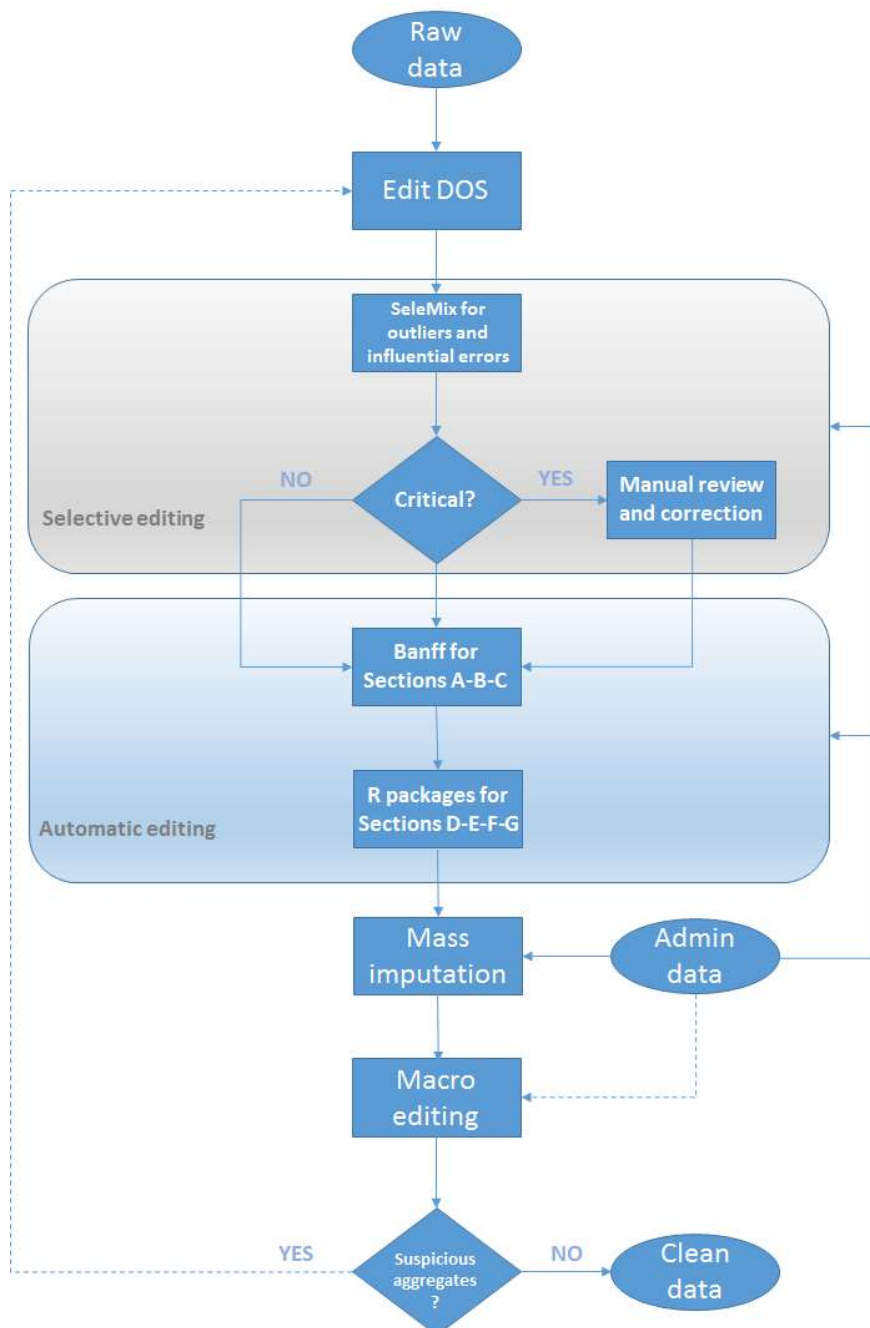 Raw
data
Edit DOS
SeleMix for
outliers and
influential errors
NO
Critical?
YES
Manual review
and correction
Selective editing
Banff for
Sections A-B-C
R packages for
Sections D-E-F-G
Automatic editing
Mass
imputation
Admin
data
Macro
editing
YES
Suspicious
aggregates
?
NO
Clean
data